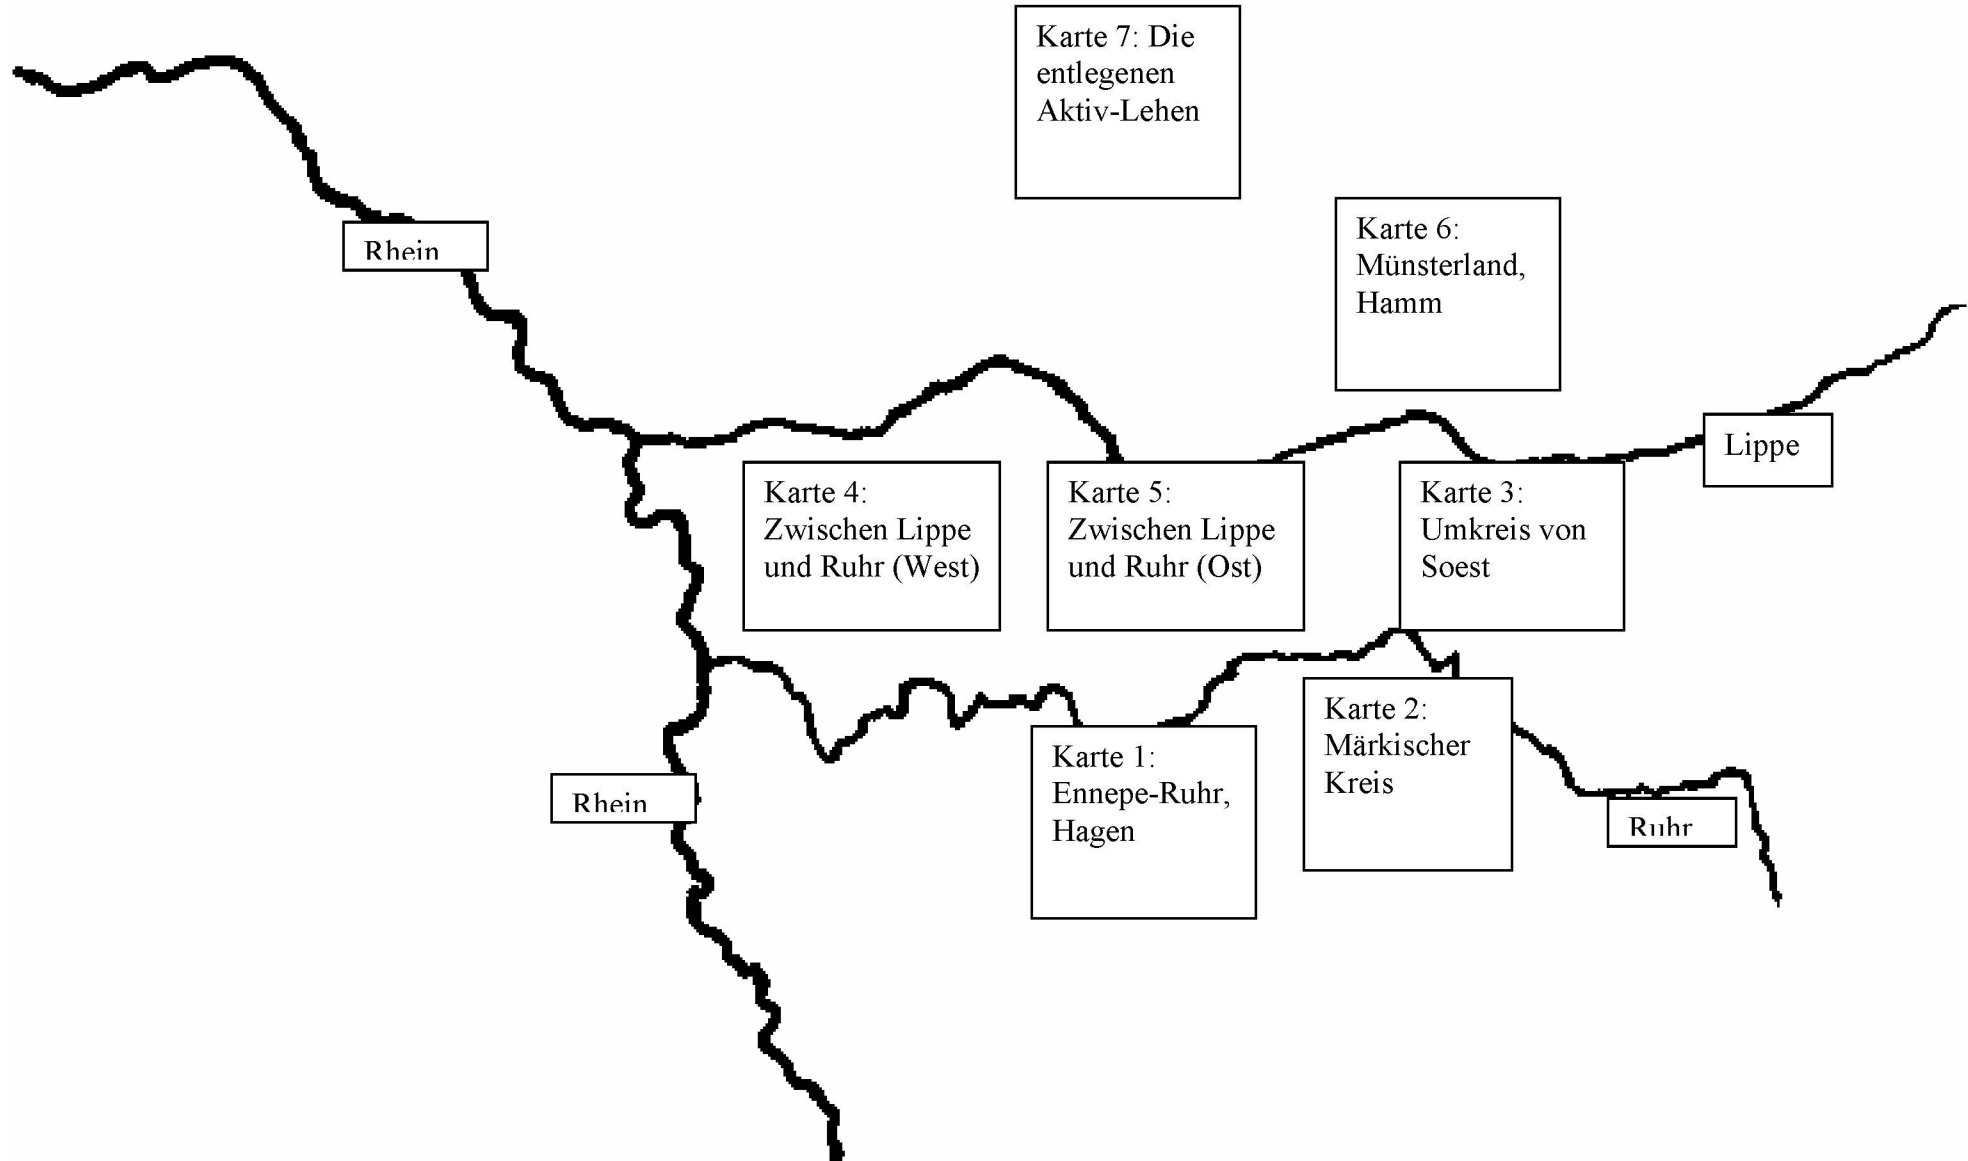 Karte 7: Die
entlegenen
Aktiv-Lehen
Karte 6:
Münsterland,
Hamm
Rhein
Lippe
Karte 4:
Zwischen Lippe
und Ruhr (West)
Karte 5:
Zwischen Lippe
und Ruhr (Ost)
Karte 3:
Umkreis von
Soest
Karte 2:
Märkischer
Kreis
Karte 1:
Ennepe-Ruhr,
Hagen
Rhein
Ruhr